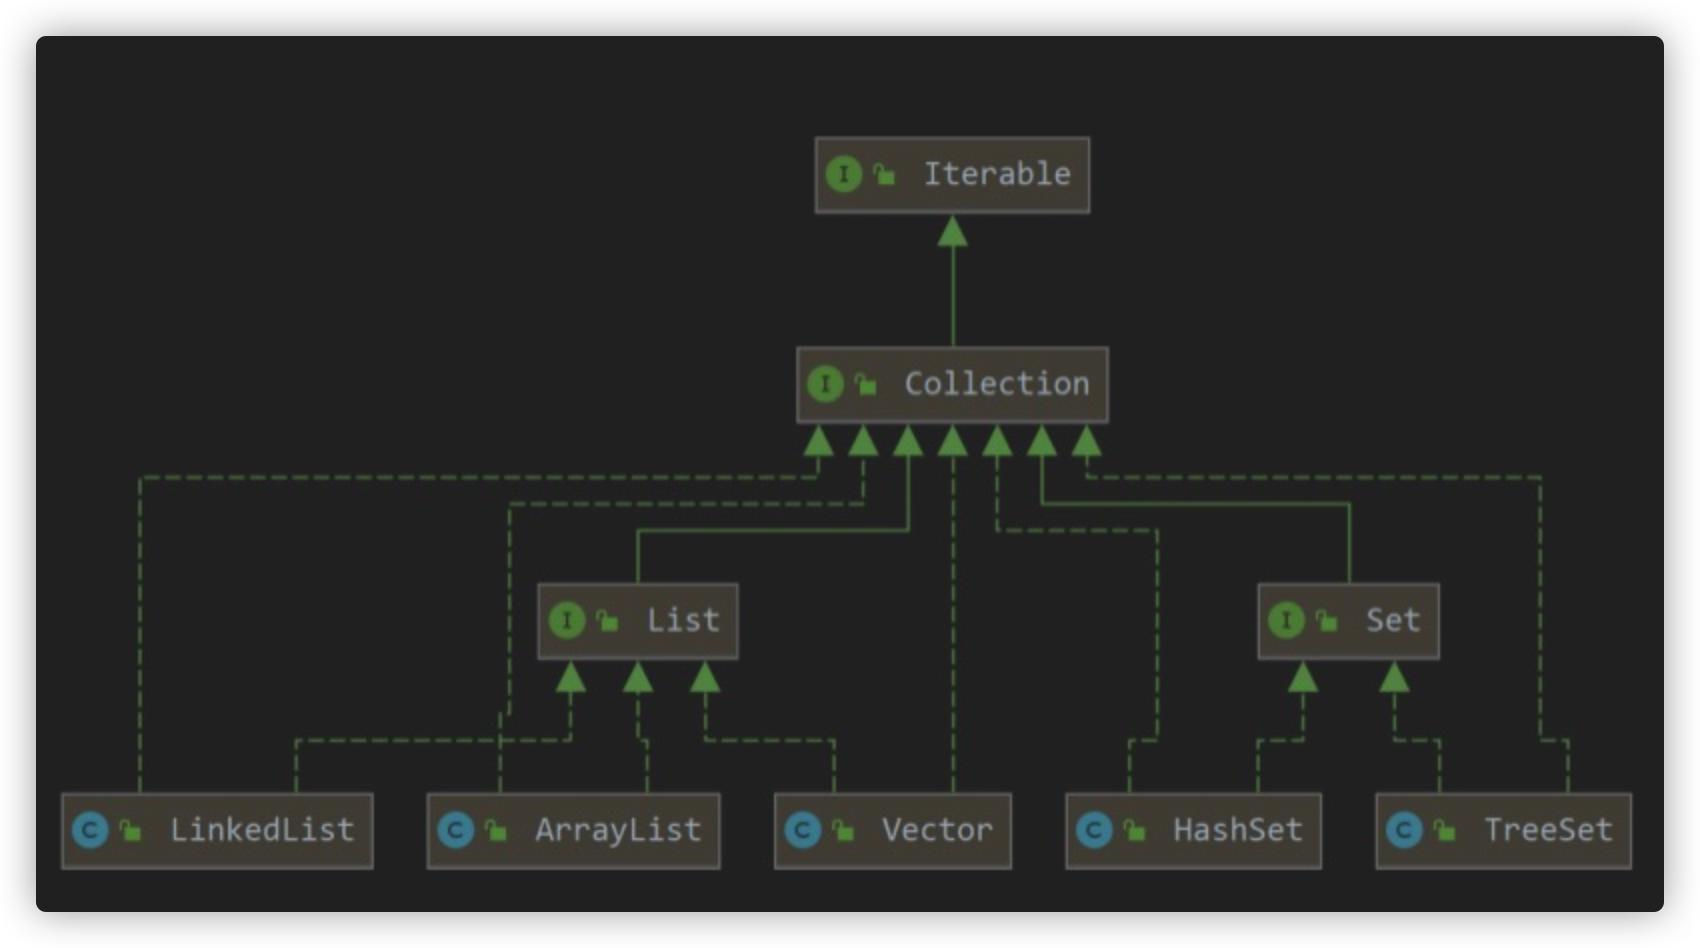 I Iterable
I Collection
I List
I Set
C LinkedList
C ArrayList
C Vector
C HashSet
C TreeSet